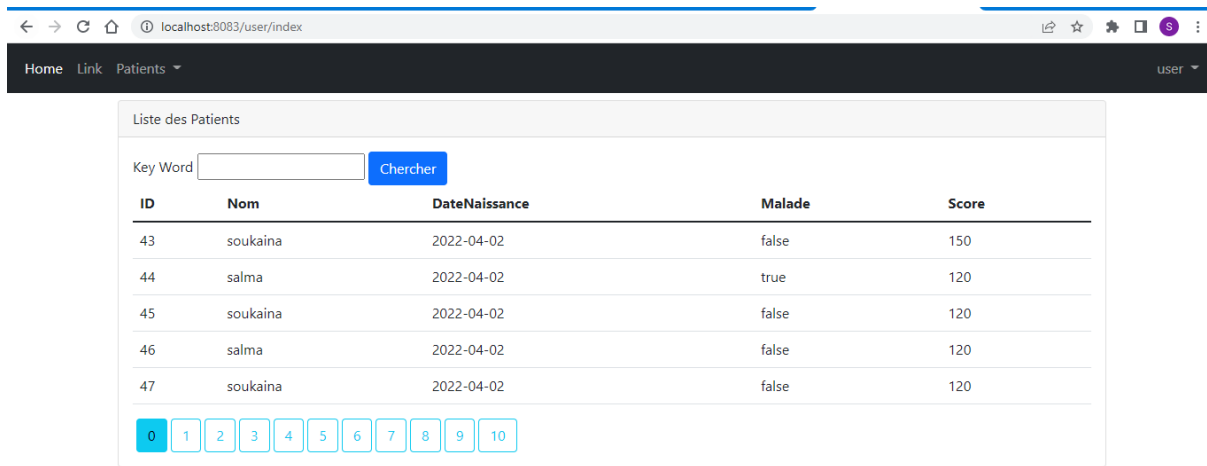 localhost:8083/user/index
S
Home Link Patients user
Liste des Patients
Key Word Chercher
ID Nom DateNaissance Malade Score
43 soukaina 2022-04-02 false 150
44 salma 2022-04-02 true 120
45 soukaina 2022-04-02 false 120
46 salma 2022-04-02 false 120
47 soukaina 2022-04-02 false 120
0 1 2 3 4 5 6 7 8 9 10